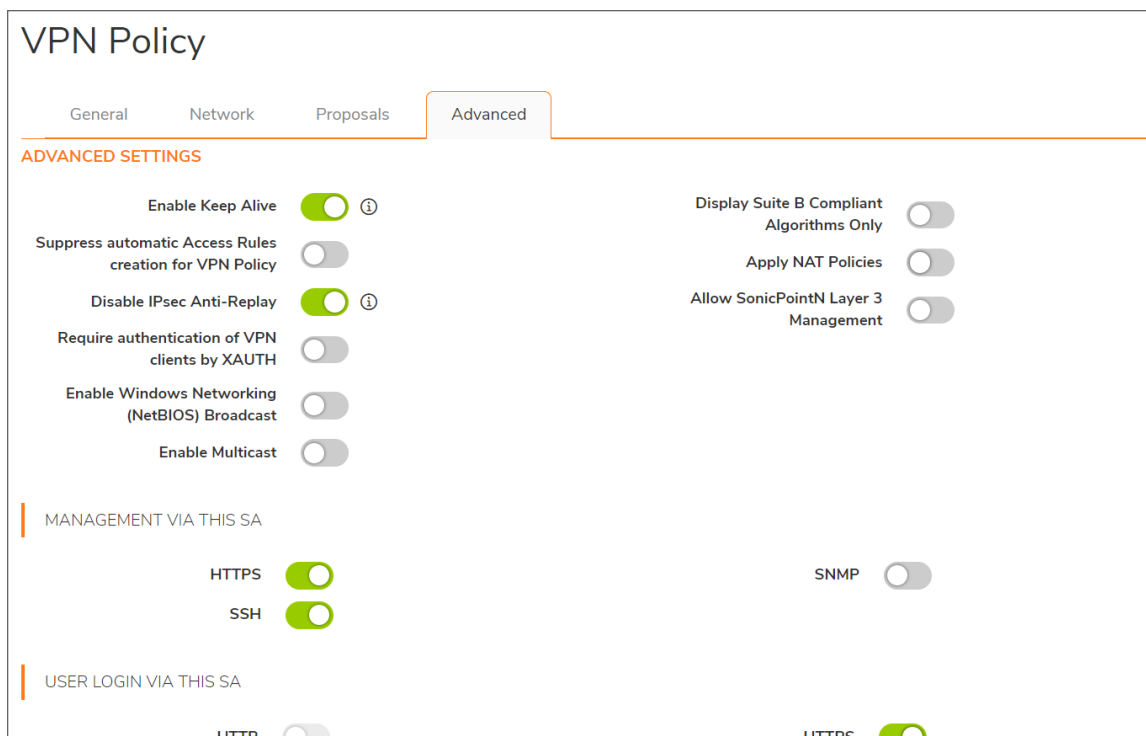 VPN Policy
General
Network
Proposals
Advanced
ADVANCED SETTINGS
Enable Keep Alive
Suppress automatic Access Rules
creation for VPN Policy
Disable IPsec Anti-Replay
Require authentication of VPN
clients by XAUTH
Enable Windows Networking
(NetBIOS) Broadcast
Enable Multicast
Display Suite B Compliant
Algorithms Only
Apply NAT Policies
Allow SonicPointN Layer 3
Management
MANAGEMENT VIA THIS SA
HTTPS
SSH
SNMP
USER LOGIN VIA THIS SA
HTTP
HTTPS